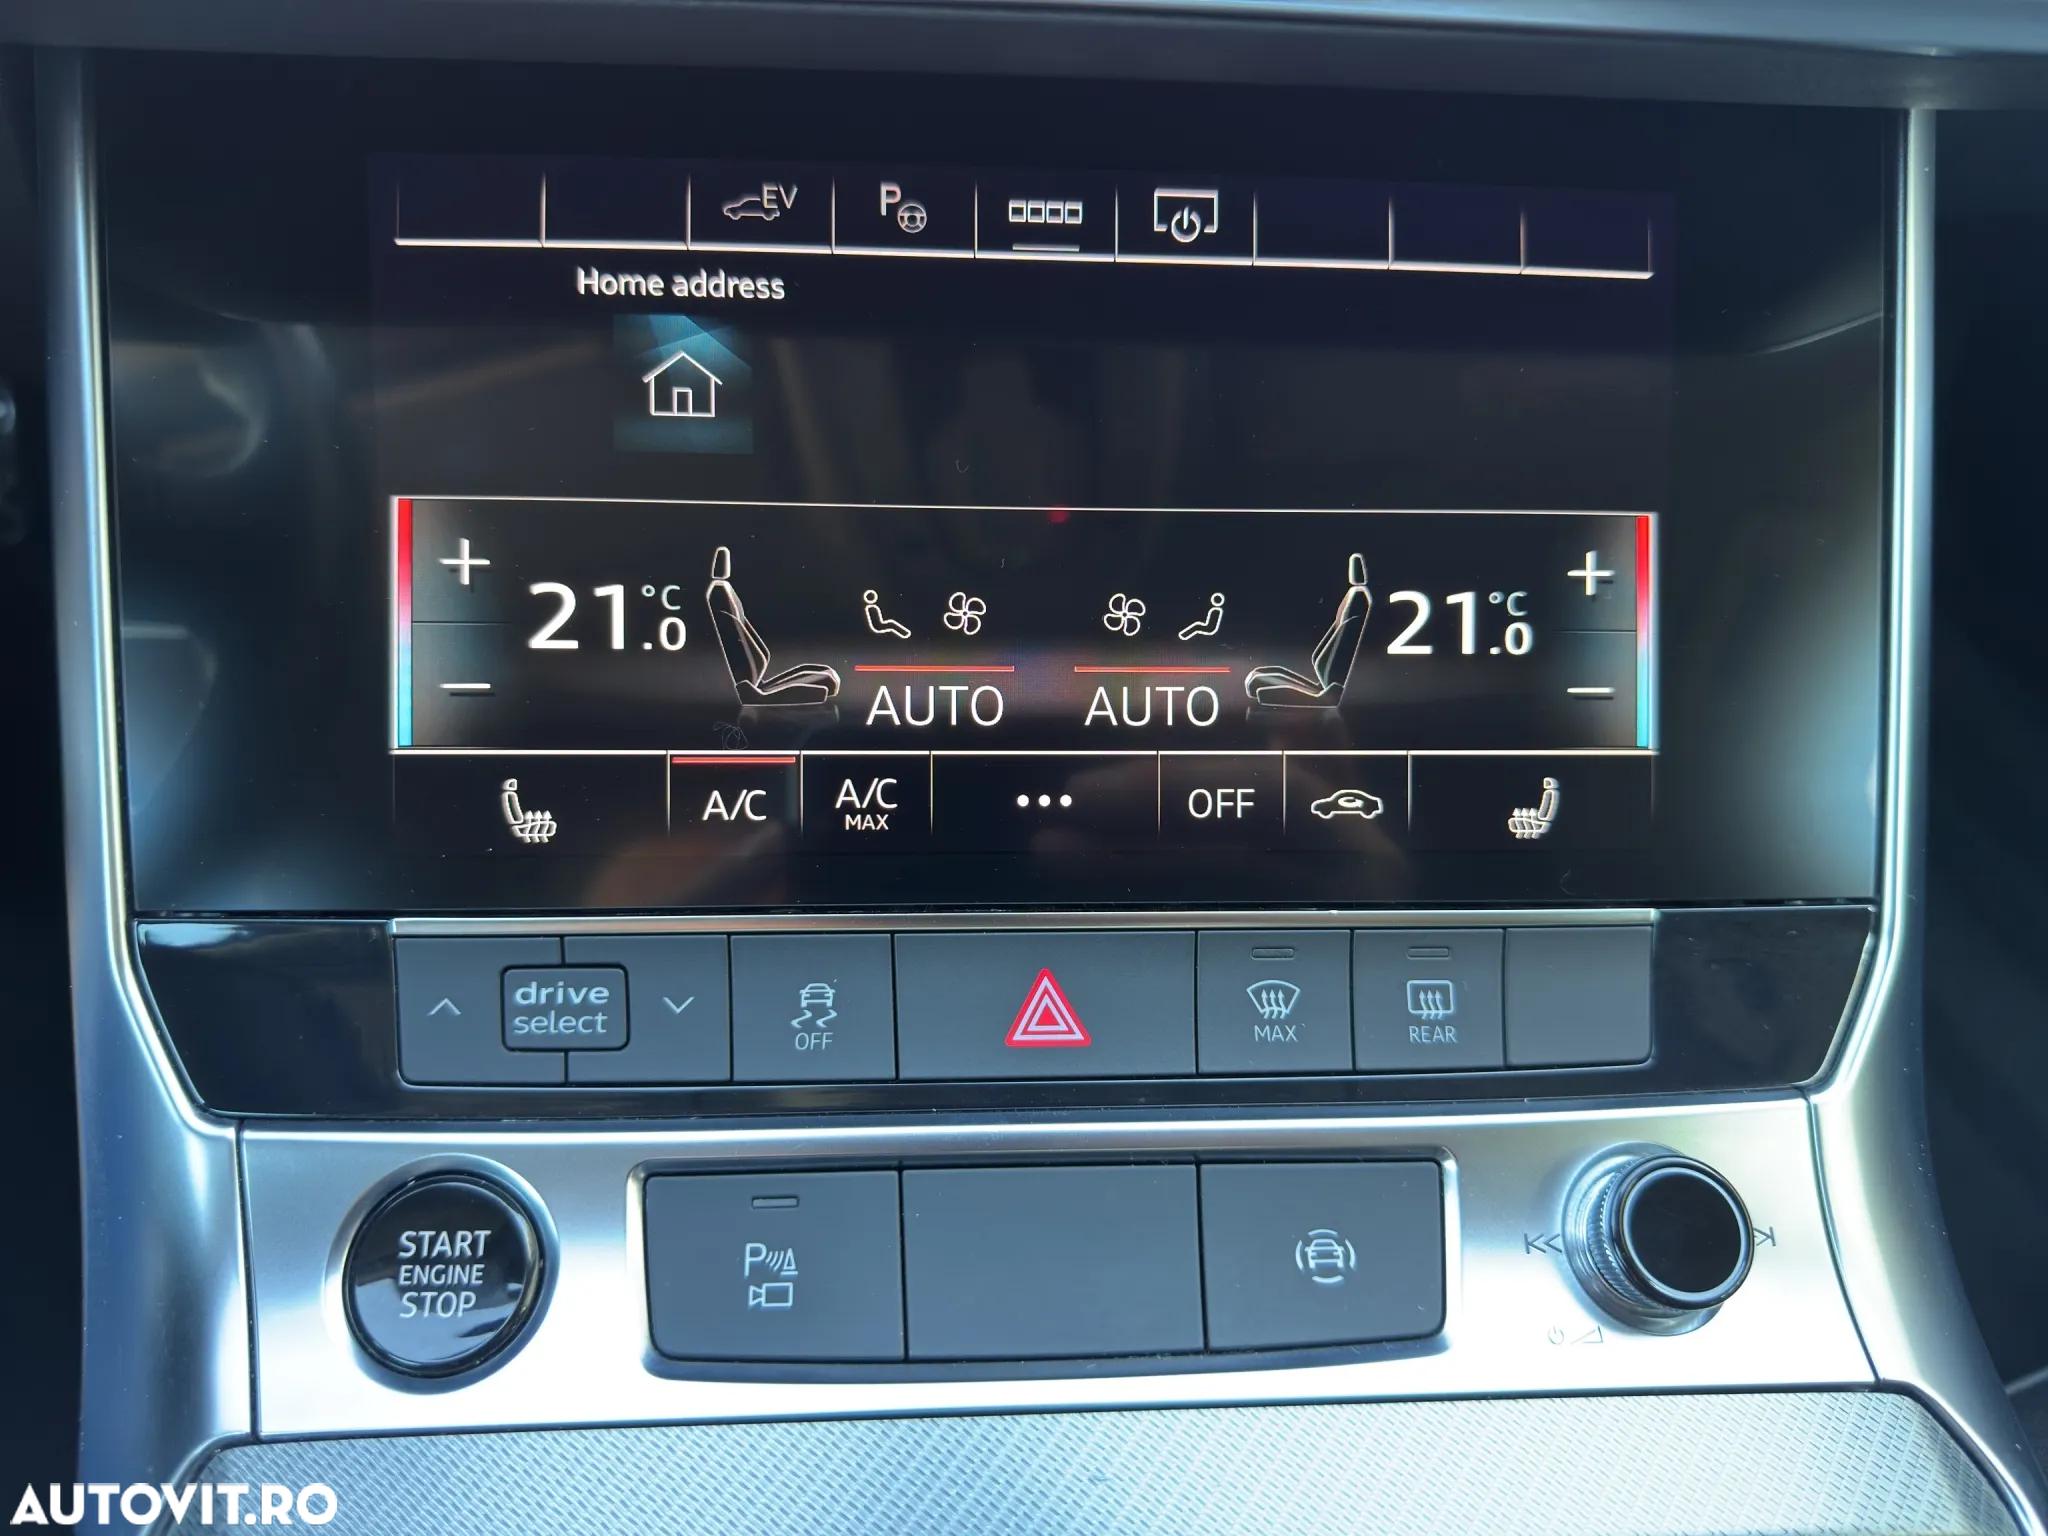 EV
P
Home address
21.0 °C
21.0 °C
AUTO
AUTO
A/C
A/C MAX
OFF
drive select
OFF
MAX
REAR
START
ENGINE
STOP
P
AUTOVIT.RO